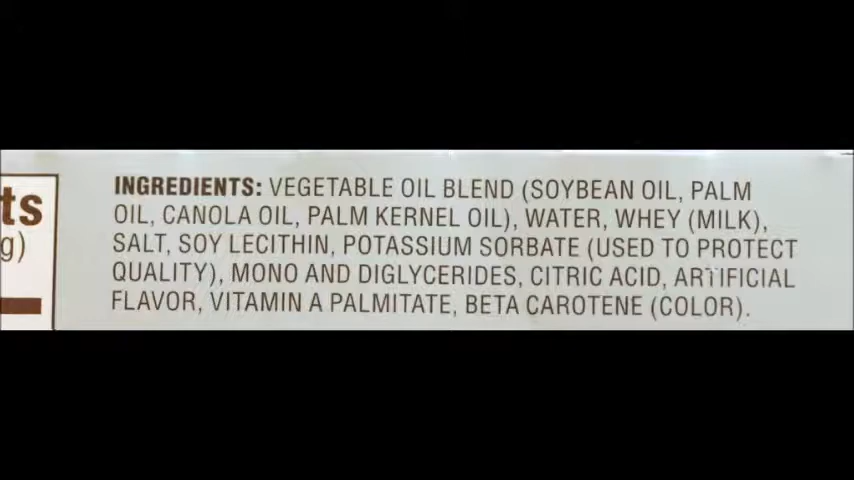 ts
g)
INGREDIENTS: VEGETABLE OIL BLEND (SOYBEAN OIL, PALM
OIL, CANOLA OIL, PALM KERNEL OIL), WATER, WHEY (MILK),
SALT, SOY LECITHIN, POTASSIUM SORBATE (USED TO PROTECT
QUALITY), MONO AND DIGLYCERIDES, CITRIC ACID, ARTIFICIAL
FLAVOR, VITAMIN A PALMITATE, BETA CAROTENE (COLOR).